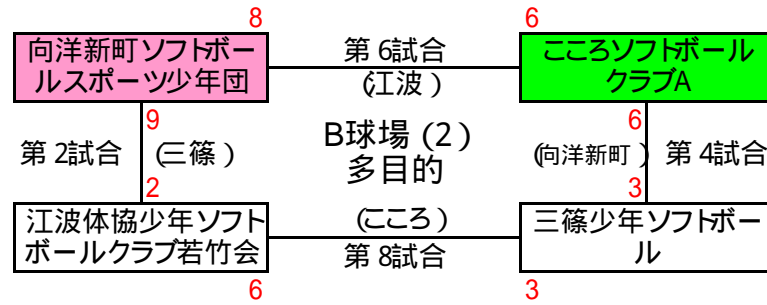 8
6
向洋新町ソフトボー
ルスポーツ少年団
第6試合
(江波)
こころソフトボール
クラブA
9
第2試合
(三篠)
2
B球場(2)
多目的
6
(向洋新町)
第4試合
3
江波体協少年ソフト
ボールクラブ若竹会
(こころ)
第8試合
三篠少年ソフトボー
ル
6
3